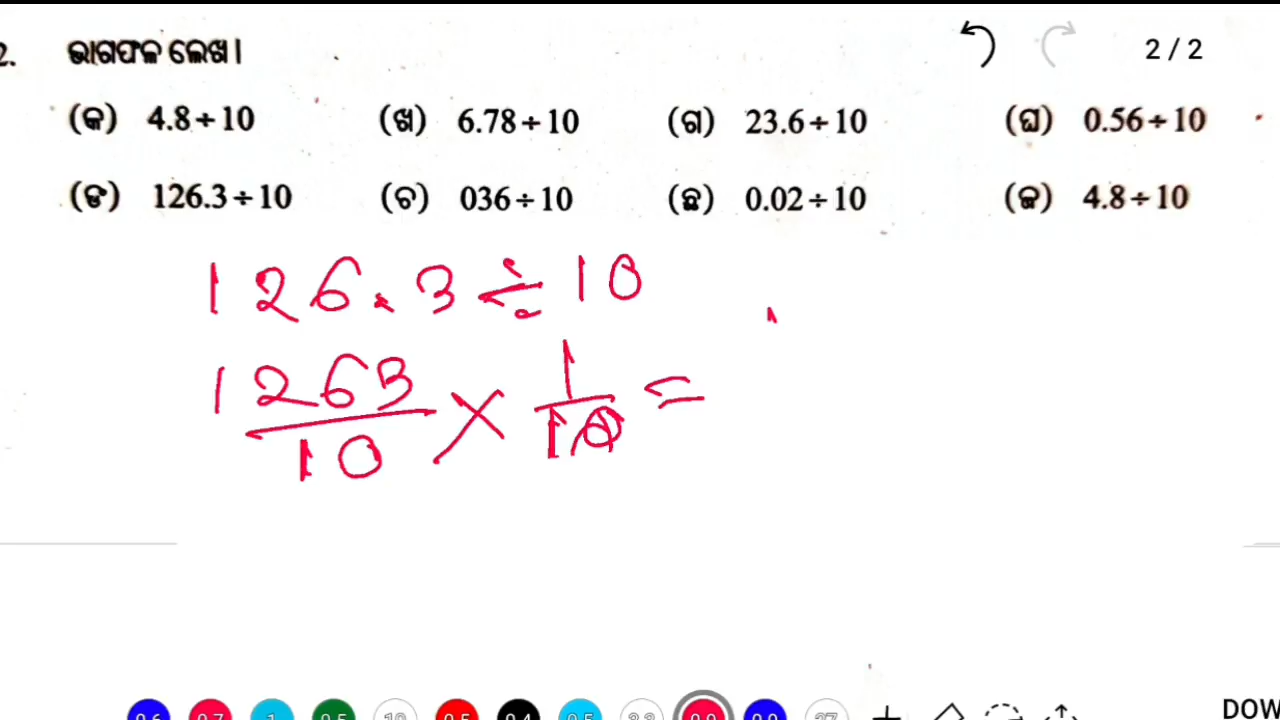 2. ଭାଗଫଳ ଲେଖ।
2 / 2
(କ) 4.8 ÷ 10 (ଖ) 6.78 ÷ 10 (ଗ) 23.6 ÷ 10 (ଘ) 0.56 ÷ 10
(ଙ) 126.3 ÷ 10 (ଚ) 036 ÷ 10 (ଛ) 0.02 ÷ 10 (ଜ) 4.8 ÷ 10
126.3 ÷ 10
1263/10 × 1/10 =
DOW